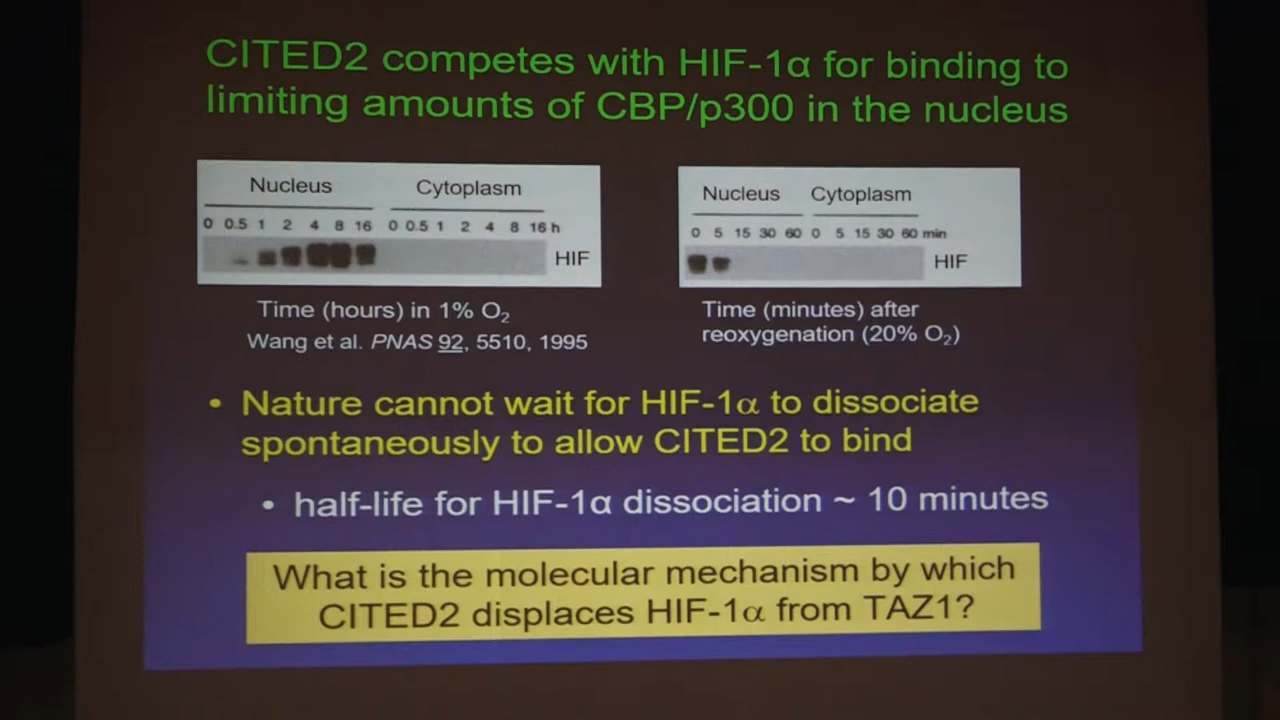 CITED2 competes with HIF-1α for binding to
limiting amounts of CBP/p300 in the nucleus
Nucleus Cytoplasm
0 0.5 1 2 4 8 16 0 0.5 1 2 4 8 16 h
HIF
Time (hours) in 1% O₂
Wang et al. PNAS 92, 5510, 1995
Nucleus Cytoplasm
0 5 15 30 60 0 5 15 30 60 min
HIF
Time (minutes) after
reoxygenation (20% O₂)
• Nature cannot wait for HIF-1α to dissociate
spontaneously to allow CITED2 to bind
• half-life for HIF-1α dissociation ~ 10 minutes
What is the molecular mechanism by which
CITED2 displaces HIF-1α from TAZ1?